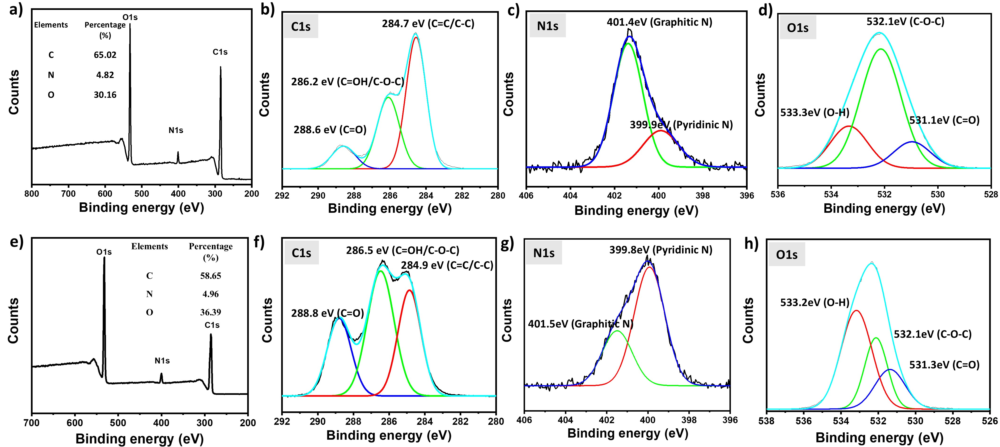 a)
O1s
Elements Percentage
(%)
C 65.02
N 4.82
O 30.16
C1s
N1s
Counts
800 700 600 500 400 300 200
Binding energy (eV)
b)
C1s
284.7 eV (C=C/C-C)
286.2 eV (C=OH/C-O-C)
288.6 eV (C=O)
Counts
292 290 288 286 284 282 280
Binding energy (eV)
c)
N1s
401.4eV (Graphitic N)
399.9eV (Pyridinic N)
Counts
406 404 402 400 398 396
Binding energy (eV)
d)
O1s
532.1eV (C-O-C)
533.3eV (O-H)
531.1eV (C=O)
Counts
536 534 532 530 528
Binding energy (eV)
e)
O1s
Elements Percentage
(%)
C 58.65
N 4.96
O 36.39
C1s
N1s
Counts
700 600 500 400 300 200
Binding energy (eV)
f)
C1s
286.5 eV (C=OH/C-O-C)
284.9 eV (C=C/C-C)
288.8 eV (C=O)
Counts
292 290 288 286 284 282 280
Binding energy (eV)
g)
N1s
399.8eV (Pyridinic N)
401.5eV (Graphitic N)
Counts
406 404 402 400 398 396
Binding energy (eV)
h)
O1s
533.2eV (O-H)
532.1eV (C-O-C)
531.3eV (C=O)
Counts
538 536 534 532 530 528 526
Binding energy (eV)